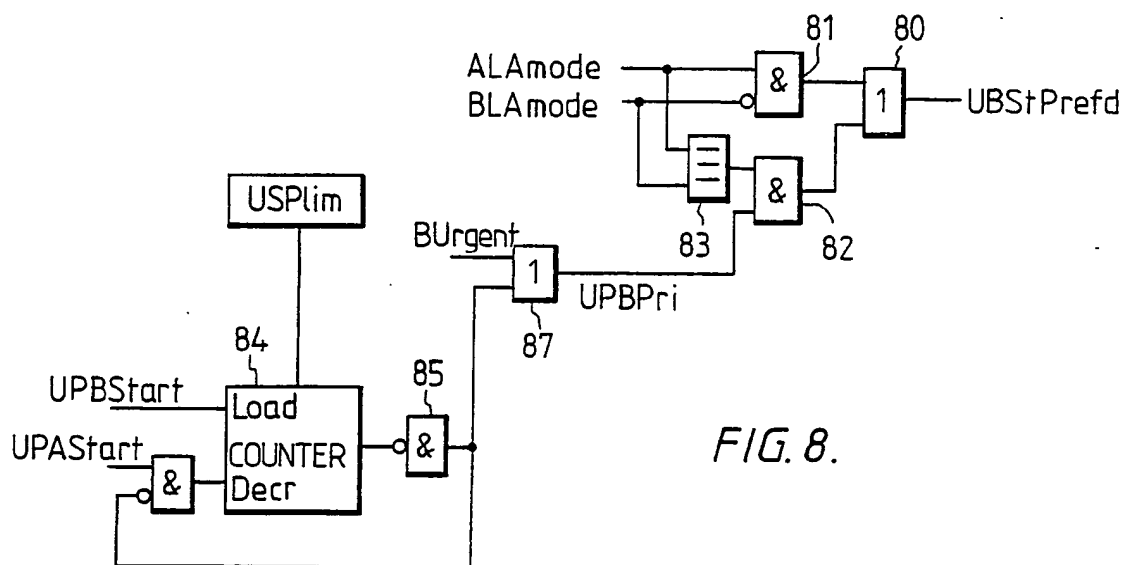 81
80
ALAmode
&
BLAmode
1
UBStPrefd
USPlim
&
83
82
BUrgent
1
UPBPri
84
87
85
UPBStart
Load
&
UPAStart
COUNTER
&
Decr
FIG. 8.